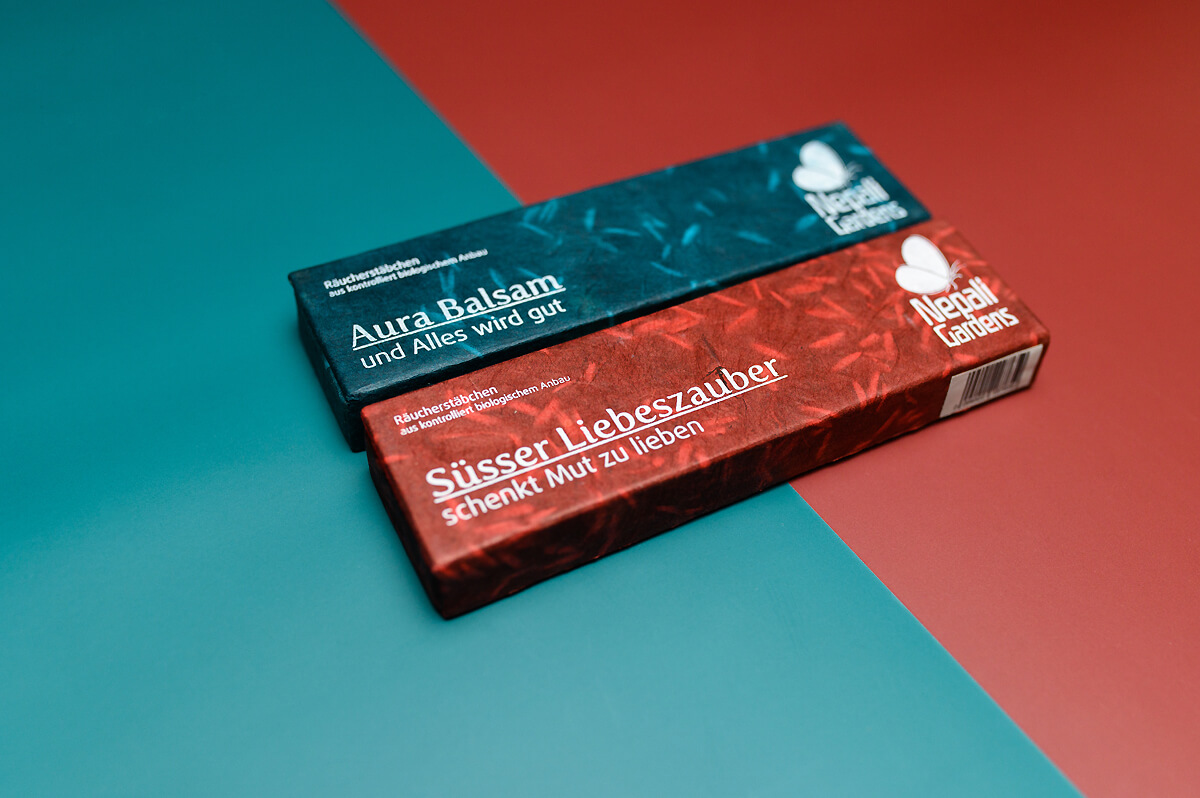 Räucherstäbchen
aus kontrolliert biologischem Anbau
Aura Balsam
und Alles wird gut
Nepali
Gardens
Räucherstäbchen
aus kontrolliert biologischem Anbau
Süsser Liebeszauber
schenkt Mut zu lieben
Nepali
Gardens